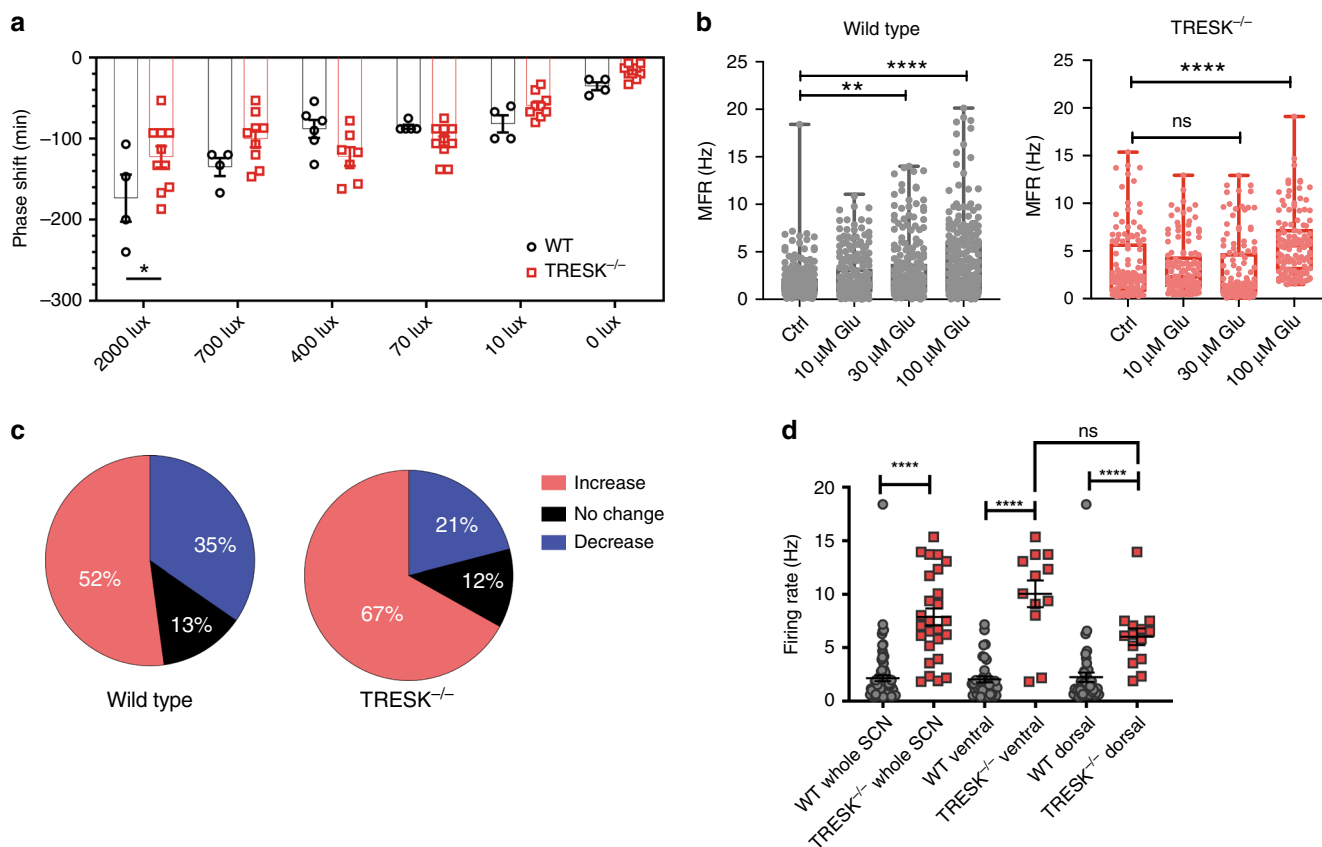 a
0
–100
–200
–300
Phase shift (min)
*
WT
TRESK–/–
2000 lux
700 lux
400 lux
70 lux
10 lux
0 lux
b
Wild type
25
20
15
10
5
0
MFR (Hz)
****
**
Ctrl
10 µM Glu
30 µM Glu
100 µM Glu
TRESK–/–
25
20
15
10
5
0
MFR (Hz)
****
ns
Ctrl
10 µM Glu
30 µM Glu
100 µM Glu
c
35%
52%
13%
Wild type
21%
12%
67%
TRESK–/–
Increase
No change
Decrease
d
ns
****
****
****
20
15
10
5
0
Firing rate (Hz)
WT whole SCN
TRESK–/– whole SCN
WT ventral
TRESK–/– ventral
WT dorsal
TRESK–/– dorsal